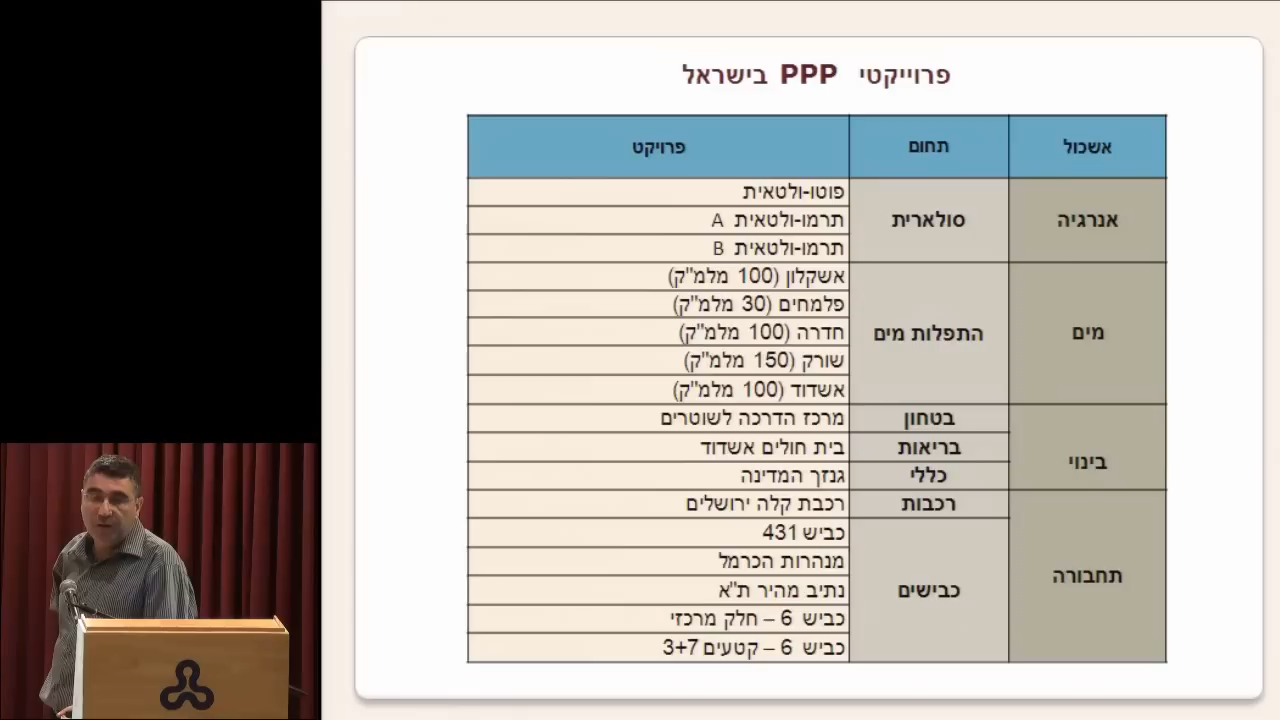 פרוייקטי PPP בישראל
אשכול תחום פרויקט
אנרגיה סולארית פוטו-ולטאית
תרמו-ולטאית A
תרמו-ולטאית B
מים התפלות מים אשקלון (100 מלמ"ק)
פלמחים (30 מלמ"ק)
חדרה (100 מלמ"ק)
שורק (150 מלמ"ק)
אשדוד (100 מלמ"ק)
בינוי בטחון מרכז הדרכה לשוטרים
בריאות בית חולים אשדוד
כללי גנזך המדינה
תחבורה רכבות רכבת קלה ירושלים
כבישים כביש 431
מנהרות הכרמל
נתיב מהיר ת"א
כביש 6 – חלק מרכזי
כביש 6 – קטעים 3+7